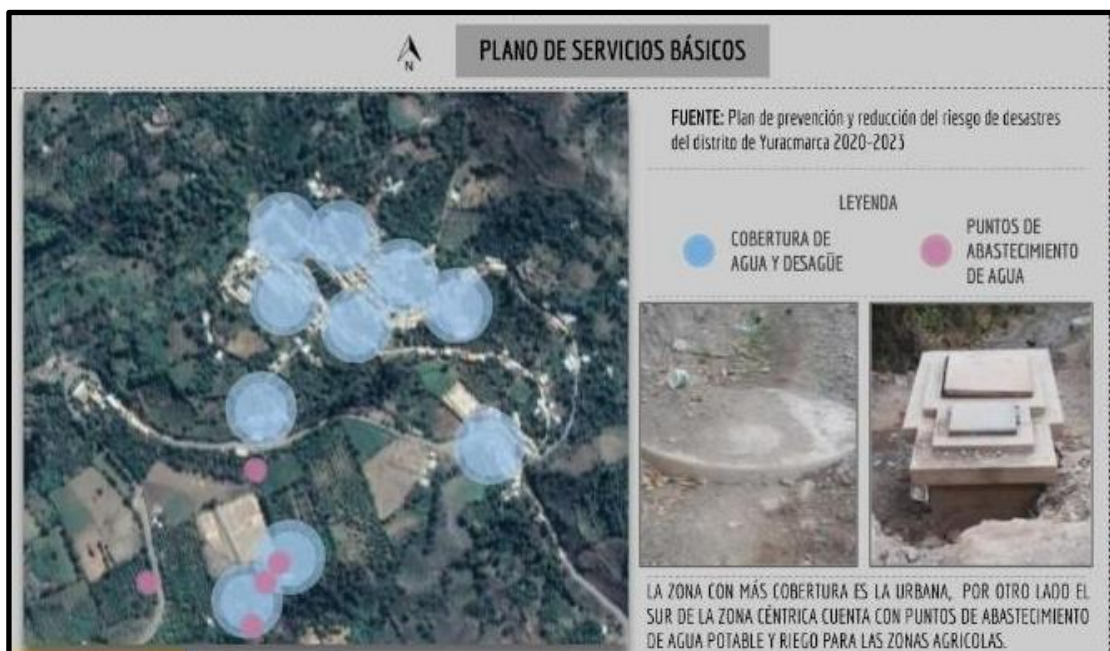 N
PLANO DE SERVICIOS BÁSICOS
FUENTE: Plan de prevención y reducción del riesgo de desastres
del distrito de Yuracmarca 2020-2023
LEYENDA
COBERTURA DE
AGUA Y DESAGÜE
PUNTOS DE
ABASTECIMIENTO
DE AGUA
LA ZONA CON MÁS COBERTURA ES LA URBANA, POR OTRO LADO EL
SUR DE LA ZONA CÉNTRICA CUENTA CON PUNTOS DE ABASTECIMIENTO
DE AGUA POTABLE Y RIEGO PARA LAS ZONAS AGRICOLAS.